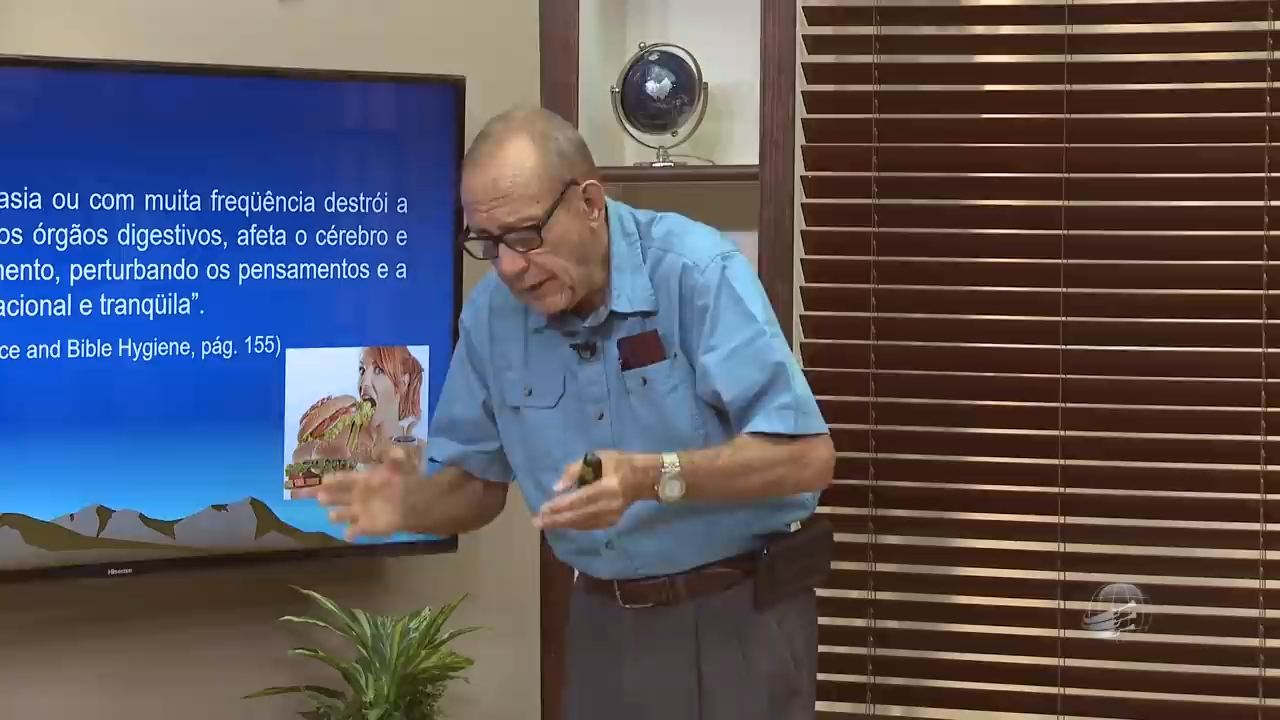 asia ou com muita freqüência destrói a
os órgãos digestivos, afeta o cérebro e
mento, perturbando os pensamentos e a
acional e tranqüila”.
ce and Bible Hygiene, pág. 155)
Hisense